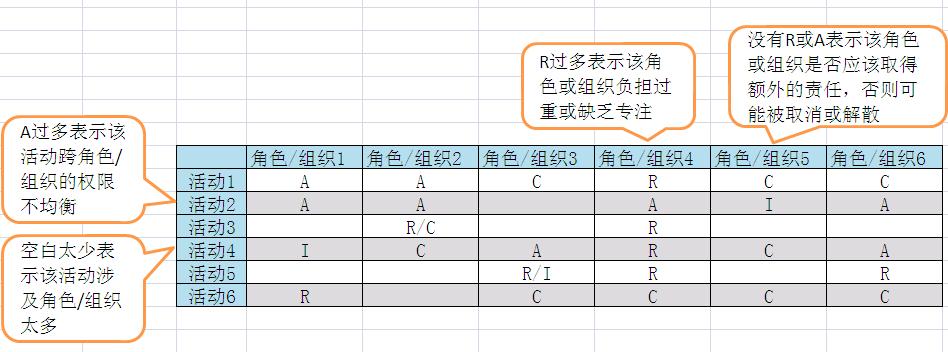 没有R或A表示该角色
或组织是否应该取得
额外的责任，否则可
能被取消或解散
R过多表示该角
色或组织负担过
重或缺乏专注
A过多表示该
活动跨角色/
组织的权限
不均衡
空白太少表
示该活动涉
及角色/组织
太多
角色/组织1 角色/组织2 角色/组织3 角色/组织4 角色/组织5 角色/组织6
活动1 A A C R C C
活动2 A A A I A
活动3 R/C R
活动4 I C A R C A
活动5 R/I R R
活动6 R C C C C